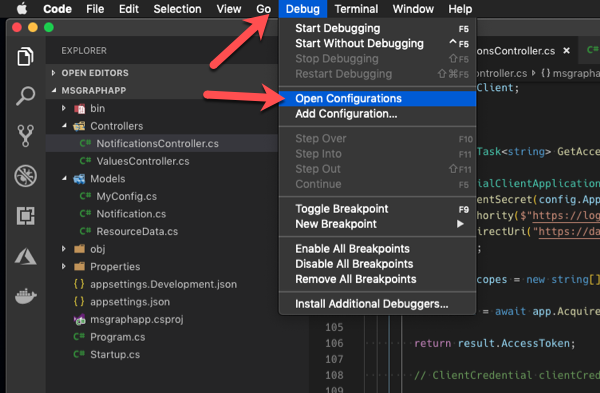 Code File Edit Selection View Go Debug Terminal Window Help
EXPLORER
OPEN EDITORS
MSGRAPHAPP
bin
Controllers
C# NotificationsController.cs
C# ValuesController.cs
Models
C# MyConfig.cs
C# Notification.cs
C# ResourceData.cs
obj
Properties
{ } appsettings.Development.json
{ } appsettings.json
msgraphapp.csproj
C# Program.cs
C# Startup.cs
Start Debugging F5
Start Without Debugging ^F5
Stop Debugging ⇧F5
Restart Debugging ⇧⌘F5
Open Configurations
Add Configuration...
Step Over F10
Step Into F11
Step Out ⇧F11
Continue F5
Toggle Breakpoint F9
New Breakpoint
Enable All Breakpoints
Disable All Breakpoints
Remove All Breakpoints
Install Additional Debuggers...
onsController.cs
ontroller.cs {} msgraphap
Client;
Task<string> GetAcce
ialClientApplication
entSecret(config.App
hority($"https://log
directUri("https://da
;
copes = new string[]
= await app.Acquire
105
106 return result.AccessToken;
107
108 // ClientCredential clientCre
109